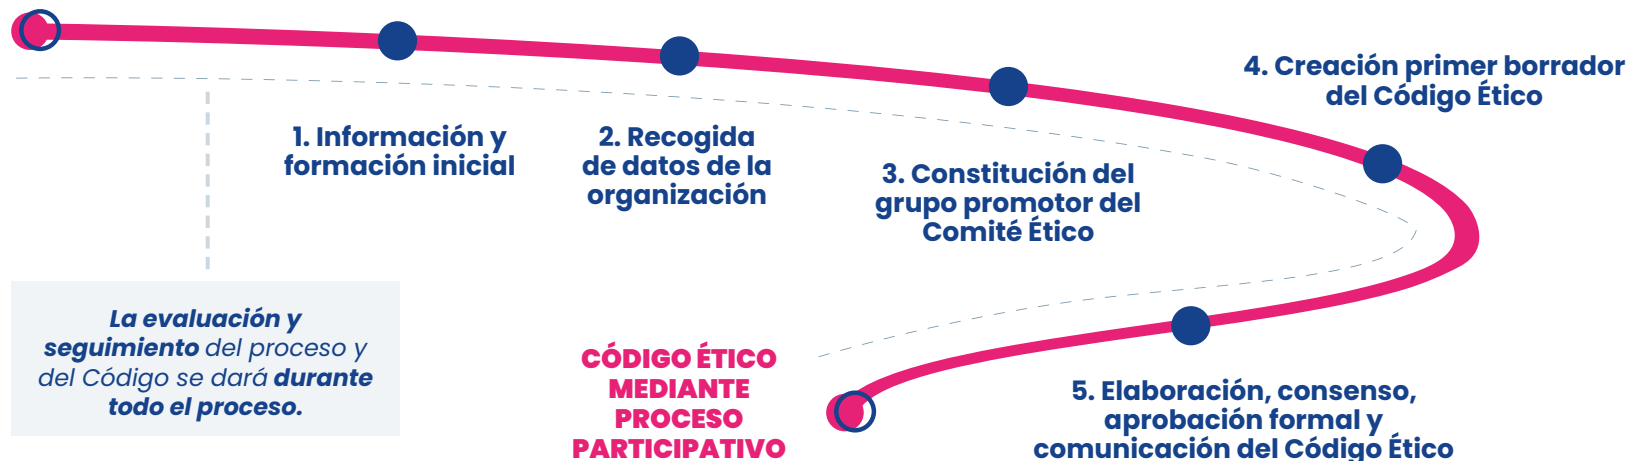 1. Información y
formación inicial
2. Recogida
de datos de la
organización
3. Constitución del
grupo promotor del
Comité Ético
4. Creación primer borrador
del Código Ético
5. Elaboración, consenso,
aprobación formal y
comunicación del Código Ético
CÓDIGO ÉTICO
MEDIANTE
PROCESO
PARTICIPATIVO
La evaluación y
seguimiento del proceso y
del Código se dará durante
todo el proceso.